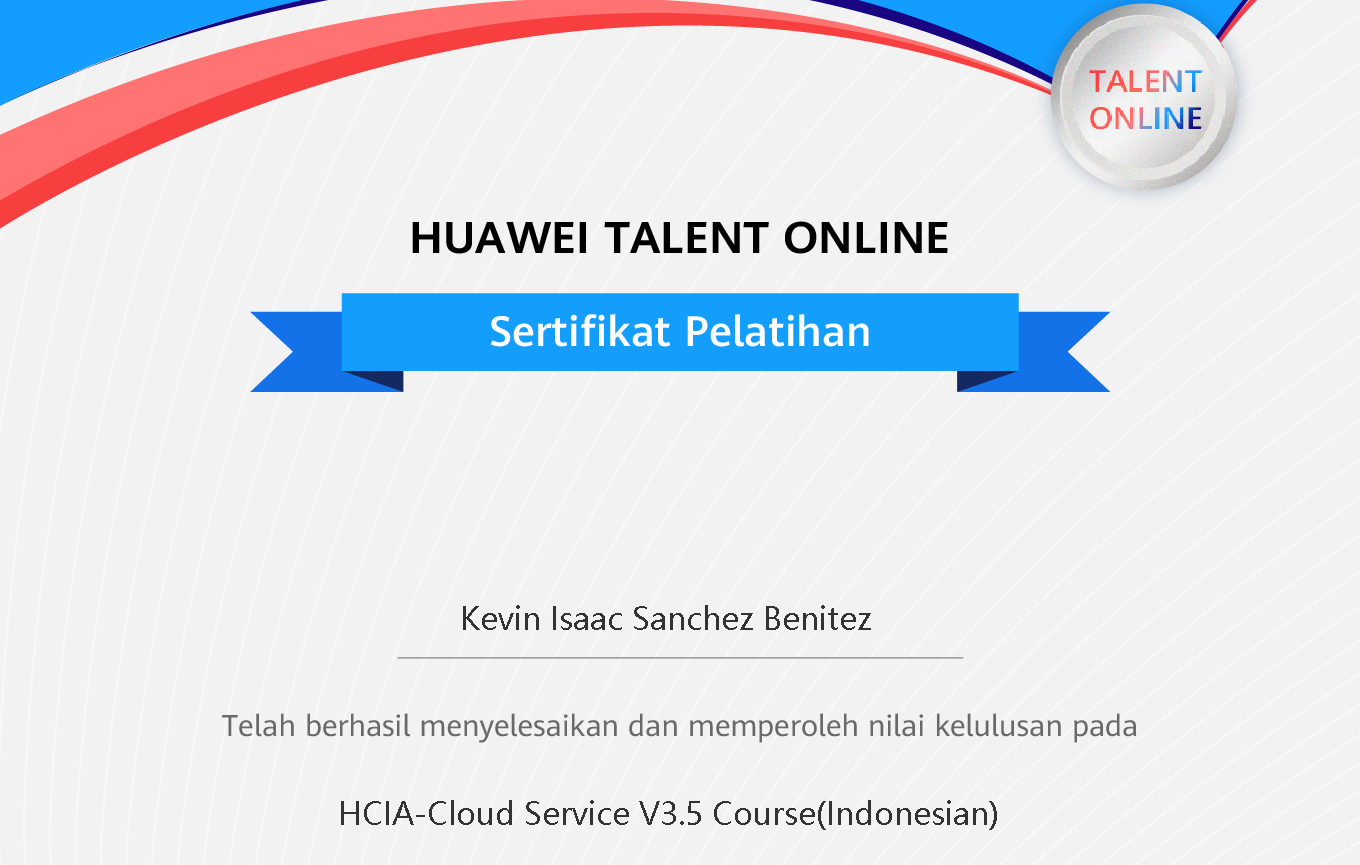 TALENT
ONLINE
HUAWEI TALENT ONLINE
Sertifikat Pelatihan
Kevin Isaac Sanchez Benitez
Telah berhasil menyelesaikan dan memperoleh nilai kelulusan pada
HCIA-Cloud Service V3.5 Course(Indonesian)